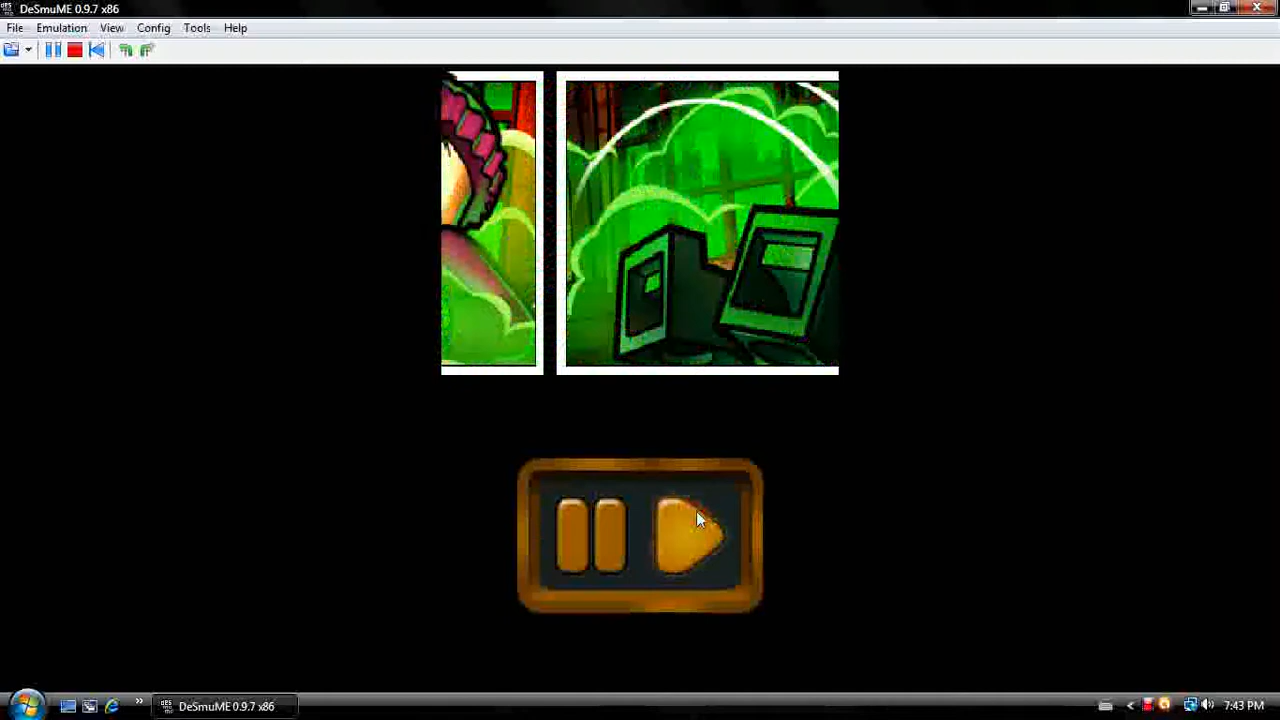 DeSmuME 0.9.7 x86
File Emulation View Config Tools Help
DeSmuME 0.9.7 x86
7:43 PM